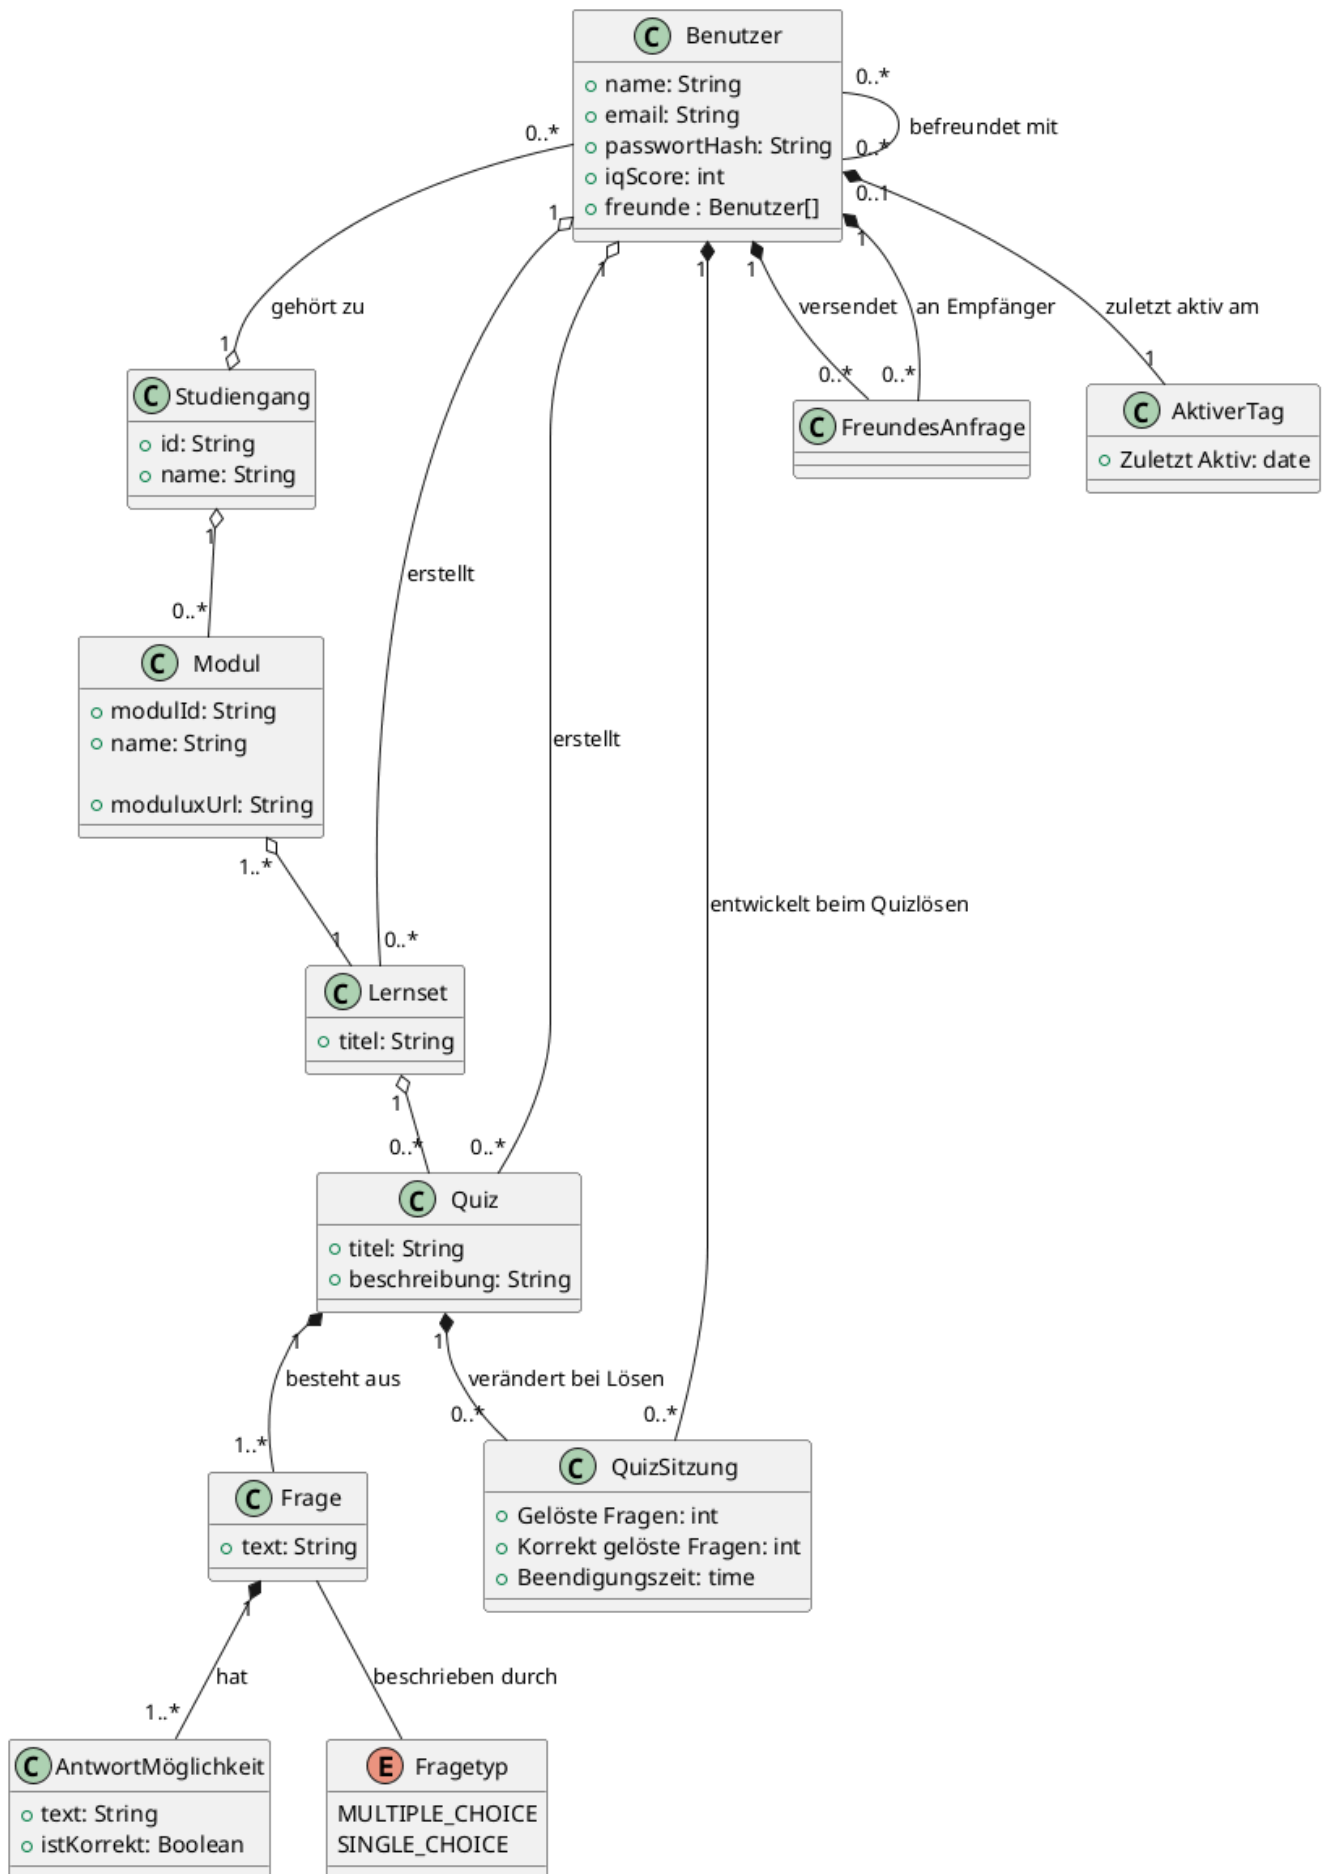 C Benutzer
name: String
email: String
passwortHash: String
iqScore: int
freunde : Benutzer[]
0..*
0..*
befreundet mit
0..*
1
gehört zu
1
0..*
erstellt
1
0..*
erstellt
1
0..*
entwickelt beim Quizlösen
1
0..*
versendet
1
0..*
an Empfänger
0..1
1
zuletzt aktiv am
C Studiengang
id: String
name: String
C FreundesAnfrage
C AktiverTag
Zuletzt Aktiv: date
1
0..*
C Modul
modulId: String
name: String
moduluxUrl: String
1..*
1
C Lernset
titel: String
1
0..*
C Quiz
titel: String
beschreibung: String
1
besteht aus
1..*
1
verändert bei Lösen
0..*
C Frage
text: String
C QuizSitzung
Gelöste Fragen: int
Korrekt gelöste Fragen: int
Beendigungszeit: time
1
hat
1..*
beschrieben durch
C AntwortMöglichkeit
text: String
istKorrekt: Boolean
E Fragetyp
MULTIPLE_CHOICE
SINGLE_CHOICE